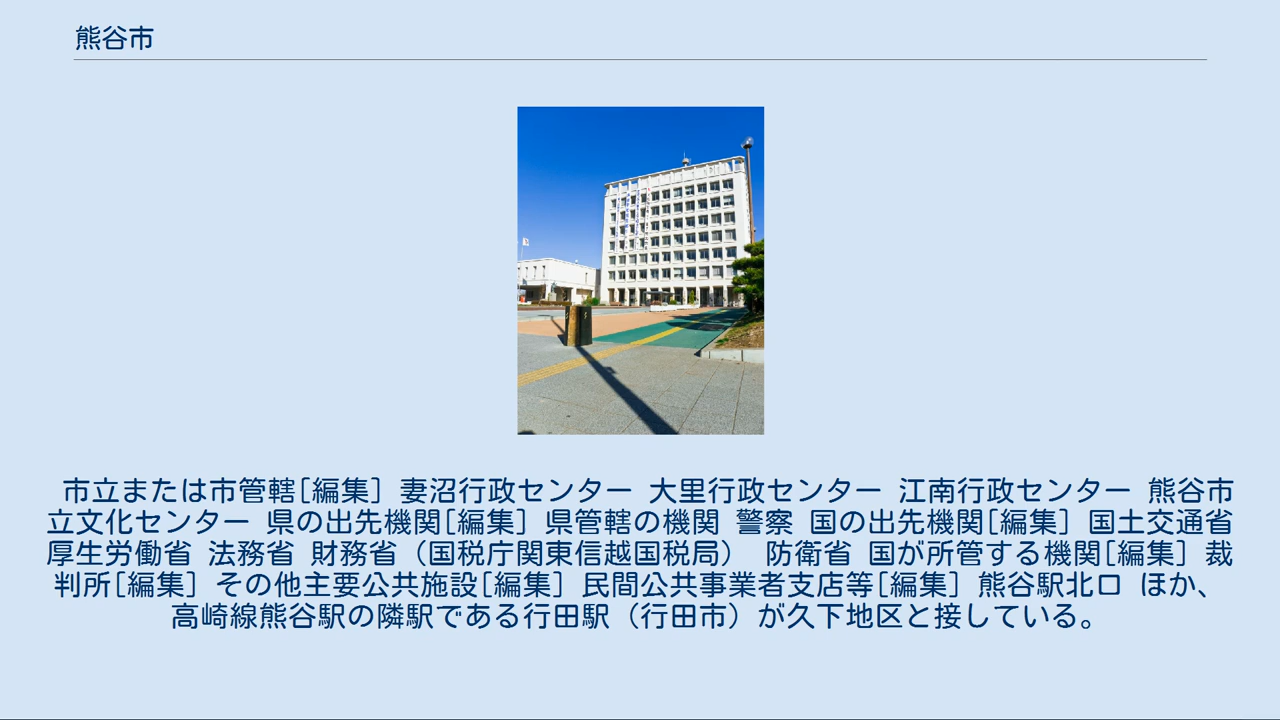 熊谷市
市立または市管轄[編集] 妻沼行政センター 大里行政センター 江南行政センター 熊谷市
立文化センター 県の出先機関[編集] 県管轄の機関 警察 国の出先機関[編集] 国土交通省
厚生労働省 法務省 財務省（国税庁関東信越国税局） 防衛省 国が所管する機関[編集] 裁
判所[編集] その他主要公共施設[編集] 民間公共事業者支店等[編集] 熊谷駅北口 ほか、
高崎線熊谷駅の隣駅である行田駅（行田市）が久下地区と接している。